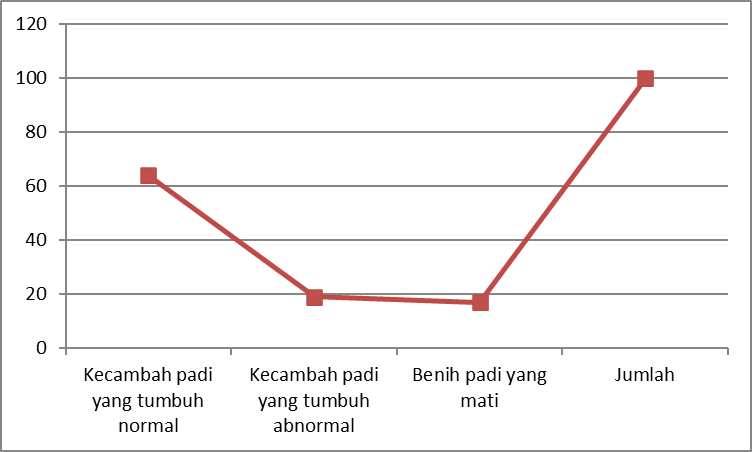 120
100
80
60
40
20
0
Kecambah padi
yang tumbuh
normal
Kecambah padi
yang tumbuh
abnormal
Benih padi yang
mati
Jumlah